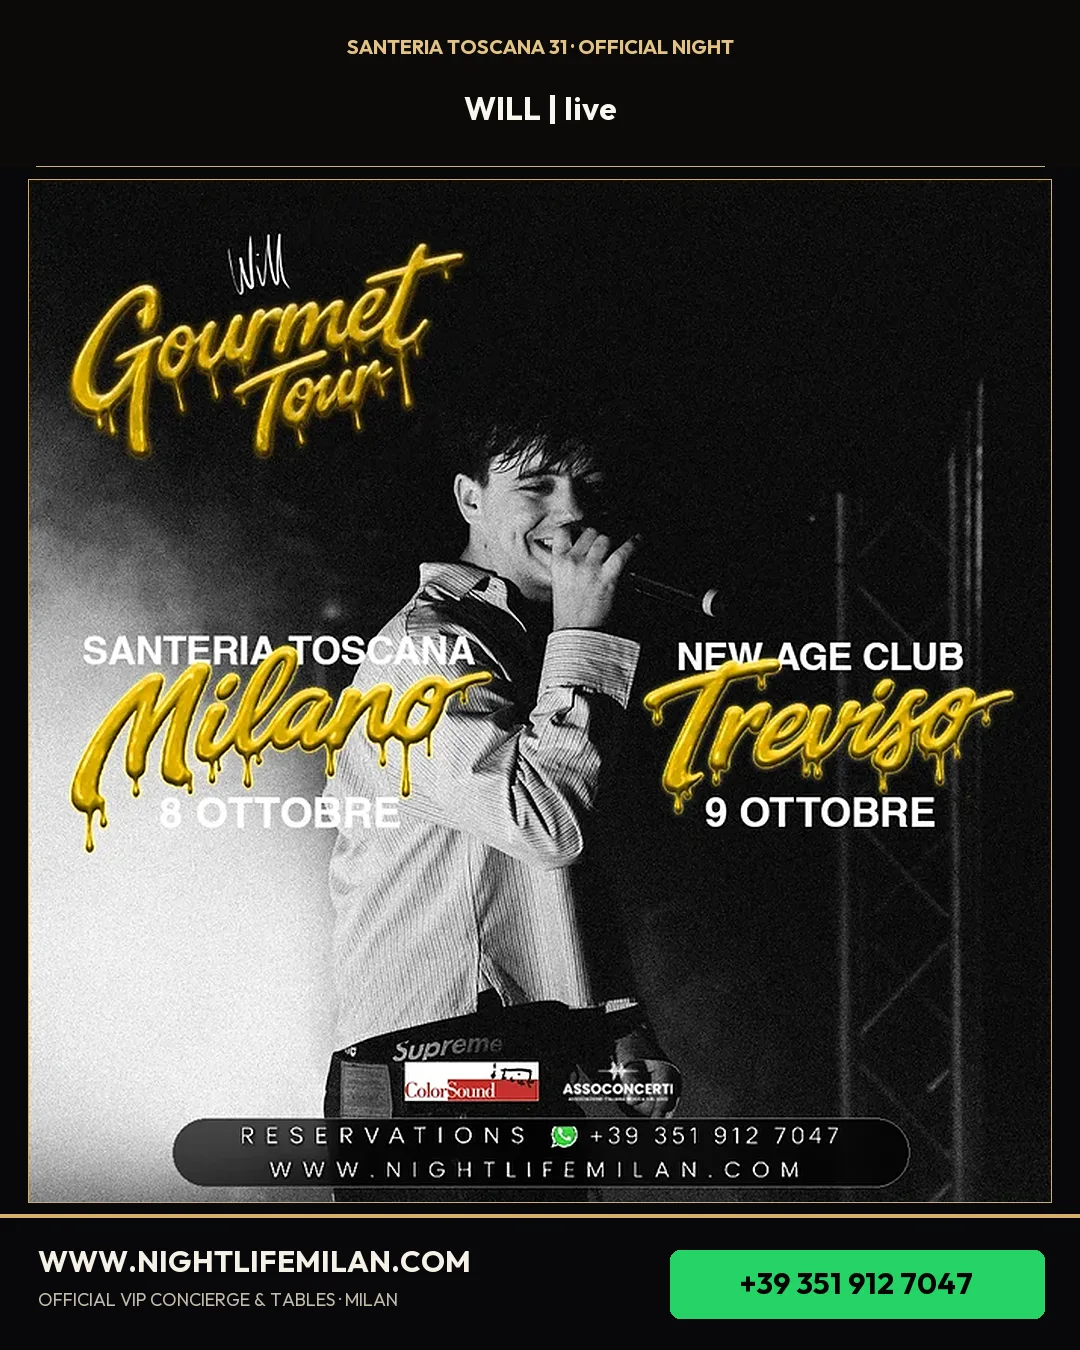 SANTERIA TOSCANA 31 · OFFICIAL NIGHT
WILL | live
Will
Gourmet
Tour
SANTERIA TOSCANA
Milano
8 OTTOBRE
NEW AGE CLUB
Treviso
9 OTTOBRE
Supreme
ColorSound
ASSOCONCERTI
RESERVATIONS +39 351 912 7047
WWW.NIGHTLIFEMILAN.COM
WWW.NIGHTLIFEMILAN.COM
OFFICIAL VIP CONCIERGE & TABLES · MILAN
+39 351 912 7047